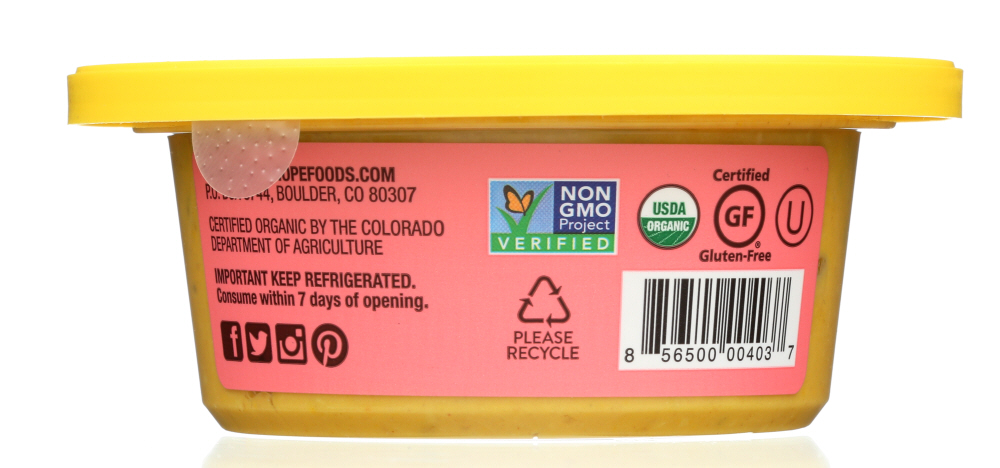 OPEFOODS.COM
BOULDER, CO 80307
CERTIFIED ORGANIC BY THE COLORADO
DEPARTMENT OF AGRICULTURE
IMPORTANT KEEP REFRIGERATED.
Consume within 7 days of opening.
NON
GMO
Project
VERIFIED
USDA
ORGANIC
Certified
GF
®
Gluten-Free
U
PLEASE
RECYCLE
8 56500 00403 7